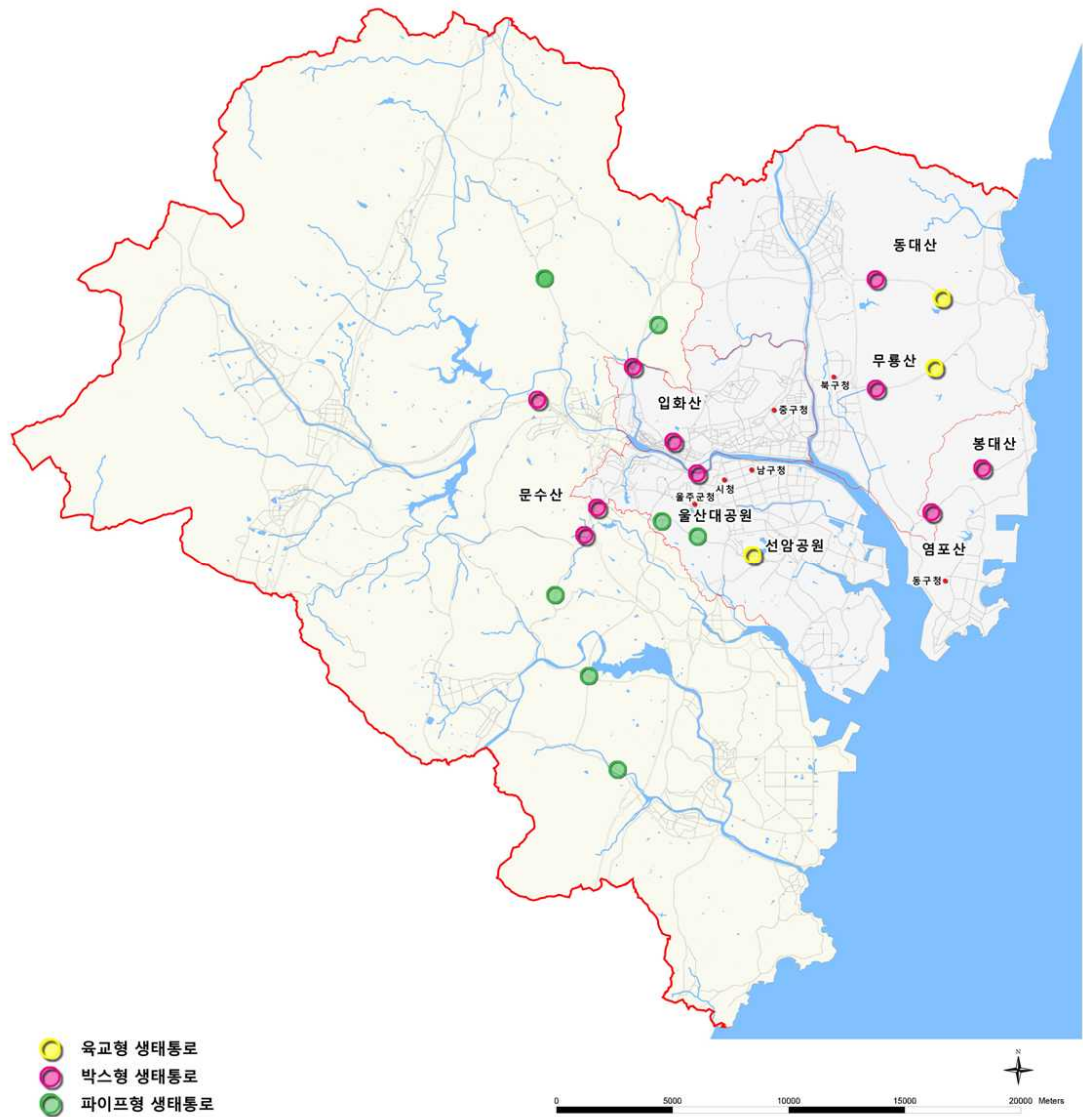 동대산
무룡산
북구청
입화산
중구청
봉대산
남구청
시청
문수산
울주군청
울산대공원
선암공원
염포산
동구청
육교형 생태통로
박스형 생태통로
파이프형 생태통로
N
0 5000 10000 15000 20000 Meters